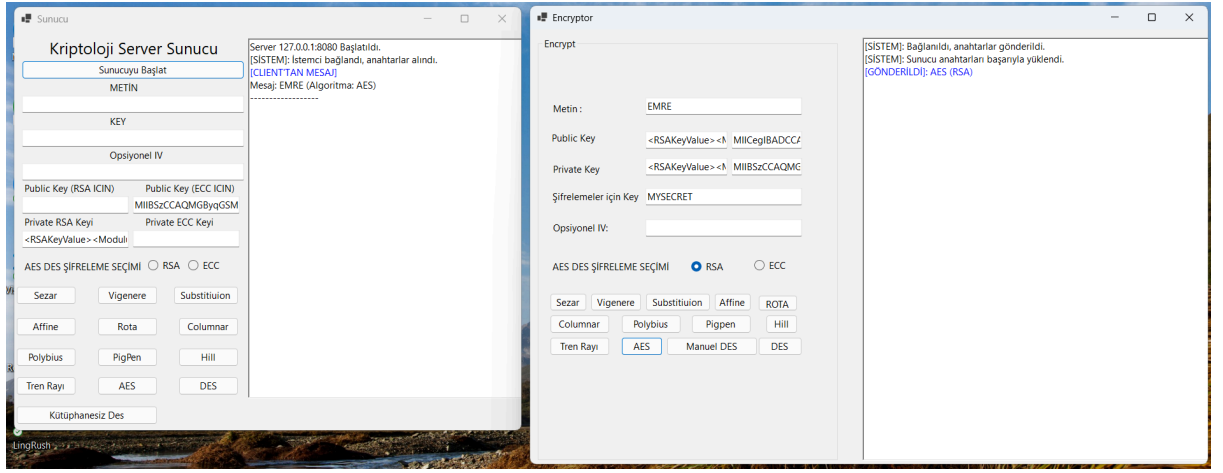 Sunucu
Kriptoloji Server Sunucu
Sunucuyu Başlat
METİN
KEY
Opsiyonel IV
Public Key (RSA ICIN) Public Key (ECC ICIN)
MIIBSzCCAQMGByqGSM
Private RSA Keyi Private ECC Keyi
<RSAKeyValue><Modulu
AES DES ŞİFRELEME SEÇİMİ RSA ECC
Sezar Vigenere Substitiuion
Affine Rota Columnar
Polybius PigPen Hill
Tren Rayı AES DES
Kütüphanesiz Des
Server 127.0.0.1:8080 Başlatıldı.
[SİSTEM]: İstemci bağlandı, anahtarlar alındı.
[CLIENT'TAN MESAJ]
Mesaj: EMRE (Algoritma: AES)
------------------
LingRush
Encryptor
Encrypt
Metin : EMRE
Public Key <RSAKeyValue><M MIICegIBADCCA
Private Key <RSAKeyValue><M MIIBSzCCAQMG
Şifrelemeler için Key MYSECRET
Opsiyonel IV:
AES DES ŞİFRELEME SEÇİMİ RSA ECC
Sezar Vigenere Substitiuion Affine ROTA
Columnar Polybius Pigpen Hill
Tren Rayı AES Manuel DES DES
[SİSTEM]: Bağlanıldı, anahtarlar gönderildi.
[SİSTEM]: Sunucu anahtarları başarıyla yüklendi.
[GÖNDERİLDİ]: AES (RSA)